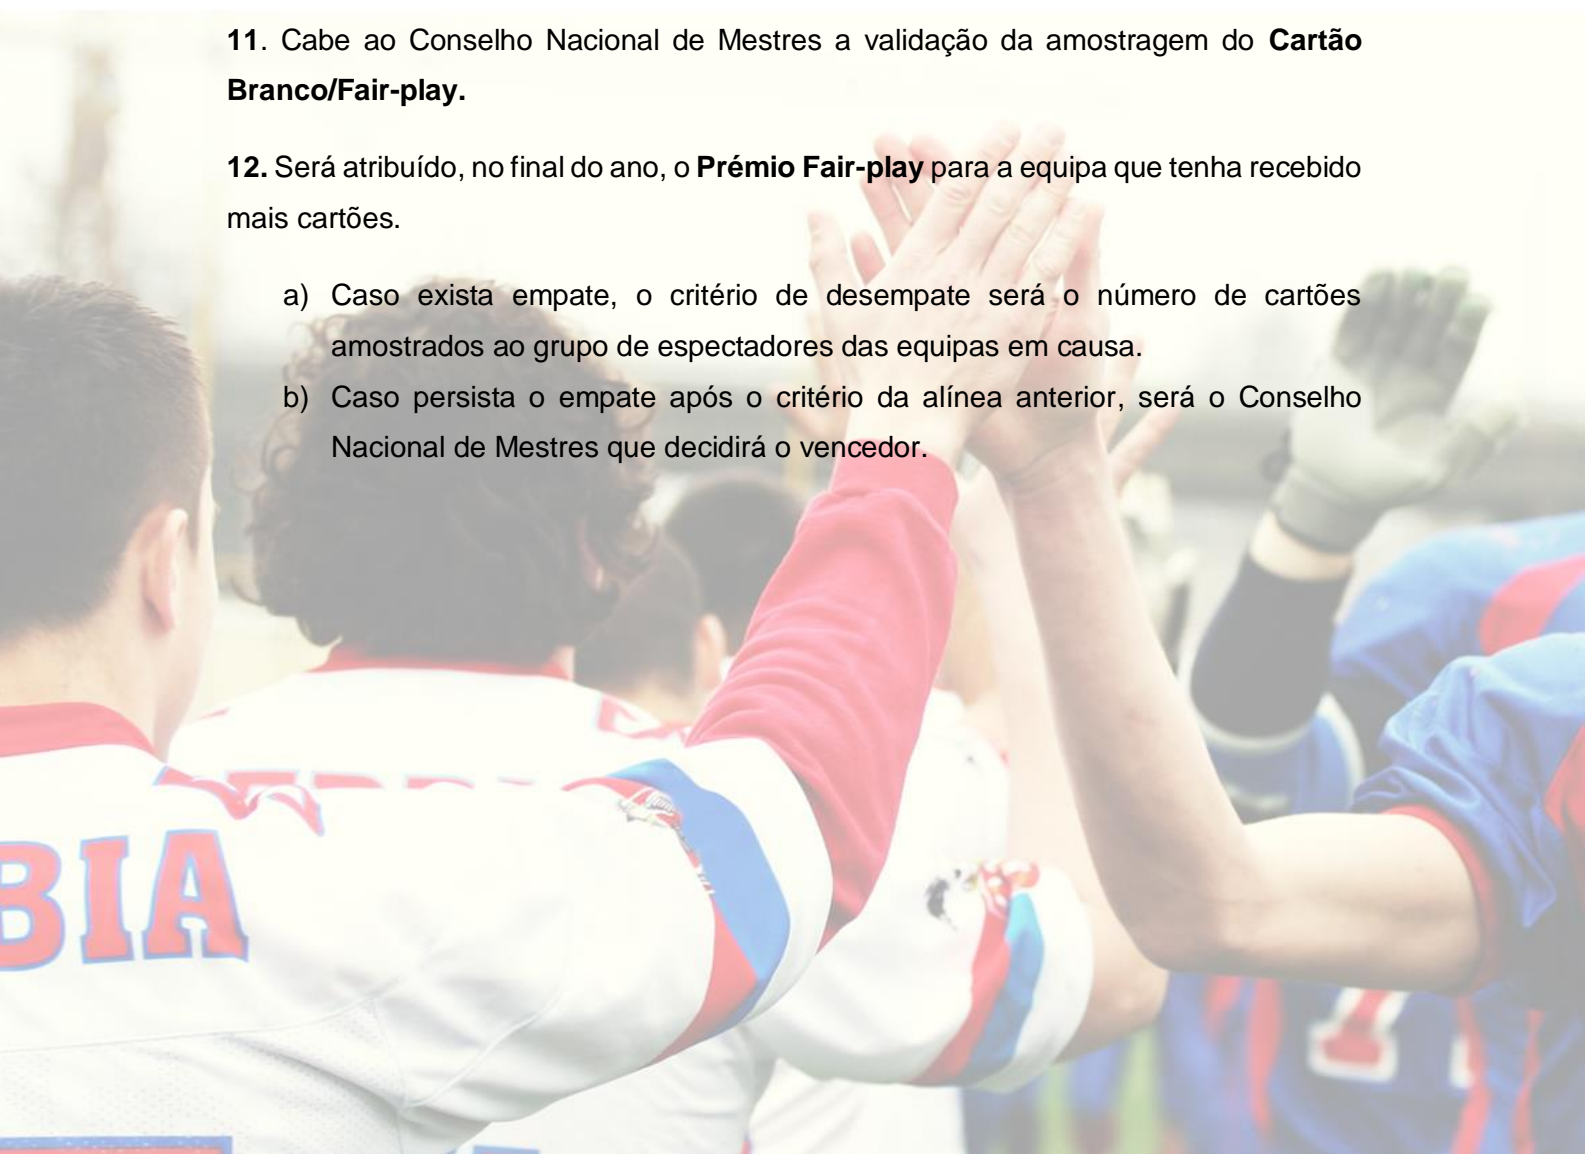 11. Cabe ao Conselho Nacional de Mestres a validação da amostragem do Cartão
Branco/Fair-play.
12. Será atribuído, no final do ano, o Prémio Fair-play para a equipa que tenha recebido
mais cartões.
a) Caso exista empate, o critério de desempate será o número de cartões
amostrados ao grupo de espectadores das equipas em causa.
b) Caso persista o empate após o critério da alínea anterior, será o Conselho
Nacional de Mestres que decidirá o vencedor.
BIA